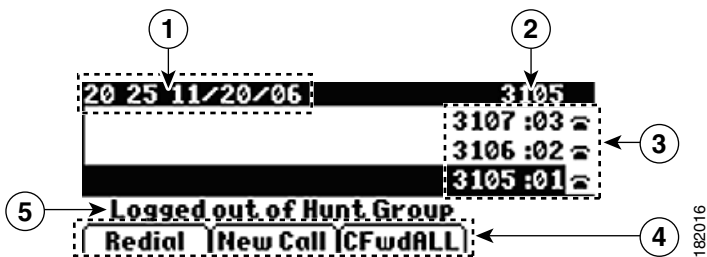 1 2
20 25 11/20/06 3105
3107 :03
3106 :02 3
3105 :01
5 Logged out of Hunt Group
Redial New Call CFwdALL 4
182016